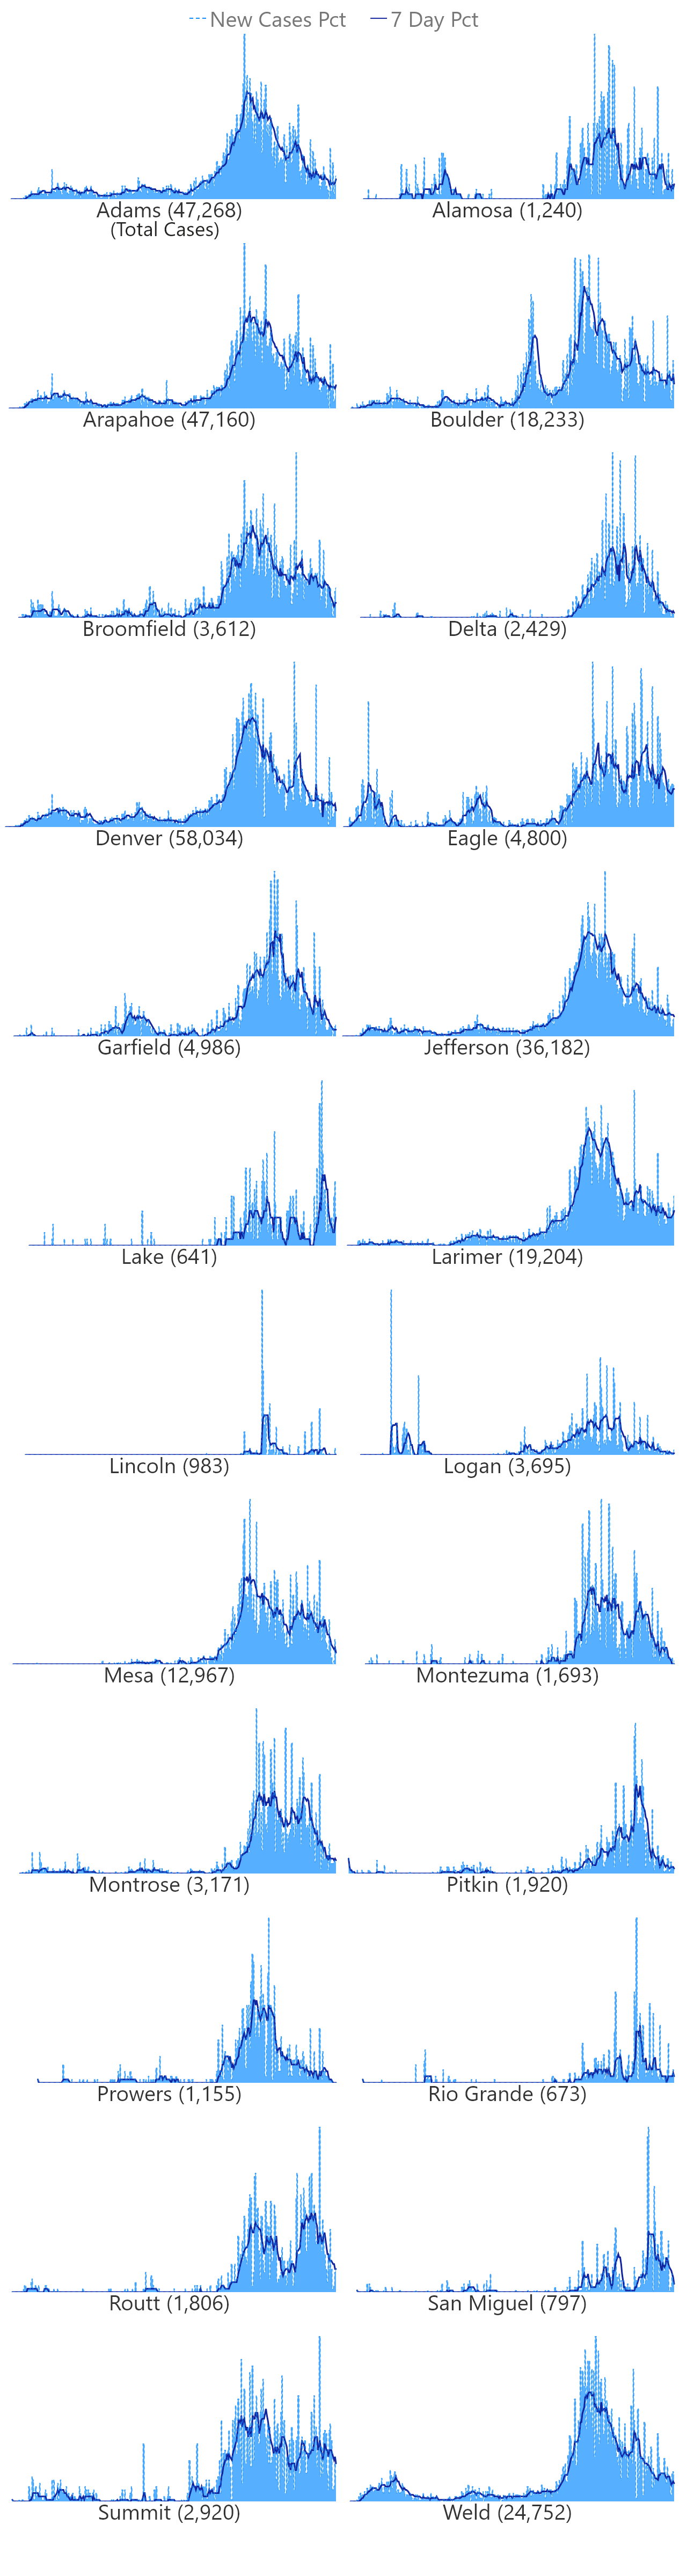 New Cases Pct 7 Day Pct
Adams (47,268) Alamosa (1,240)
(Total Cases)
Arapahoe (47,160) Boulder (18,233)
Broomfield (3,612) Delta (2,429)
Denver (58,034) Eagle (4,800)
Garfield (4,986) Jefferson (36,182)
Lake (641) Larimer (19,204)
Lincoln (983) Logan (3,695)
Mesa (12,967) Montezuma (1,693)
Montrose (3,171) Pitkin (1,920)
Prowers (1,155) Rio Grande (673)
Routt (1,806) San Miguel (797)
Summit (2,920) Weld (24,752)